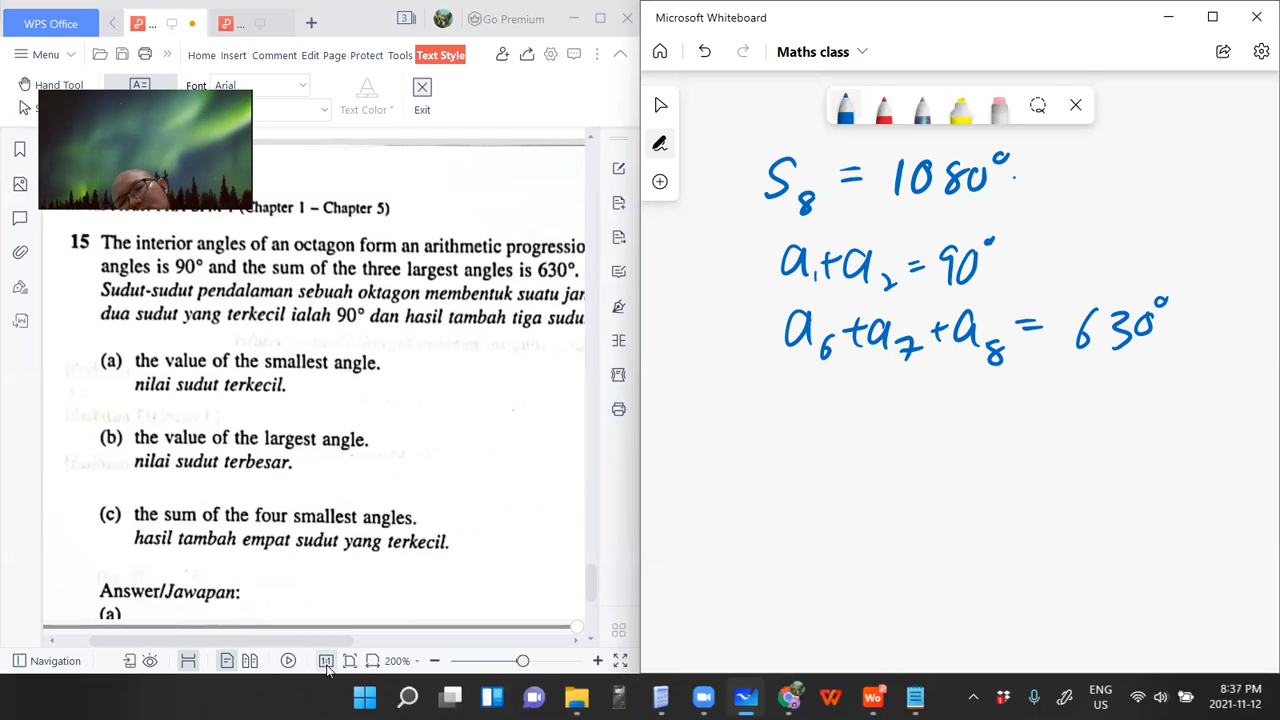 WPS Office
...
...
3
Go Premium
Microsoft Whiteboard
Menu
Home Insert Comment Edit Page Protect Tools Text Style
Maths class
Hand Tool
Font Arial
Text Color
Exit
(Chapter 1 – Chapter 5)
15 The interior angles of an octagon form an arithmetic progressio
angles is 90° and the sum of the three largest angles is 630°.
Sudut-sudut pendalaman sebuah oktagon membentuk suatu jan
dua sudut yang terkecil ialah 90° dan hasil tambah tiga sudu
(a) the value of the smallest angle.
nilai sudut terkecil.
(b) the value of the largest angle.
nilai sudut terbesar.
(c) the sum of the four smallest angles.
hasil tambah empat sudut yang terkecil.
Answer/Jawapan:
(a)
S₈ = 1080°
a₁+a₂ = 90°
a₆+a₇+a₈ = 630°
Navigation
200%
ENG
US
8:37 PM
2021-11-12